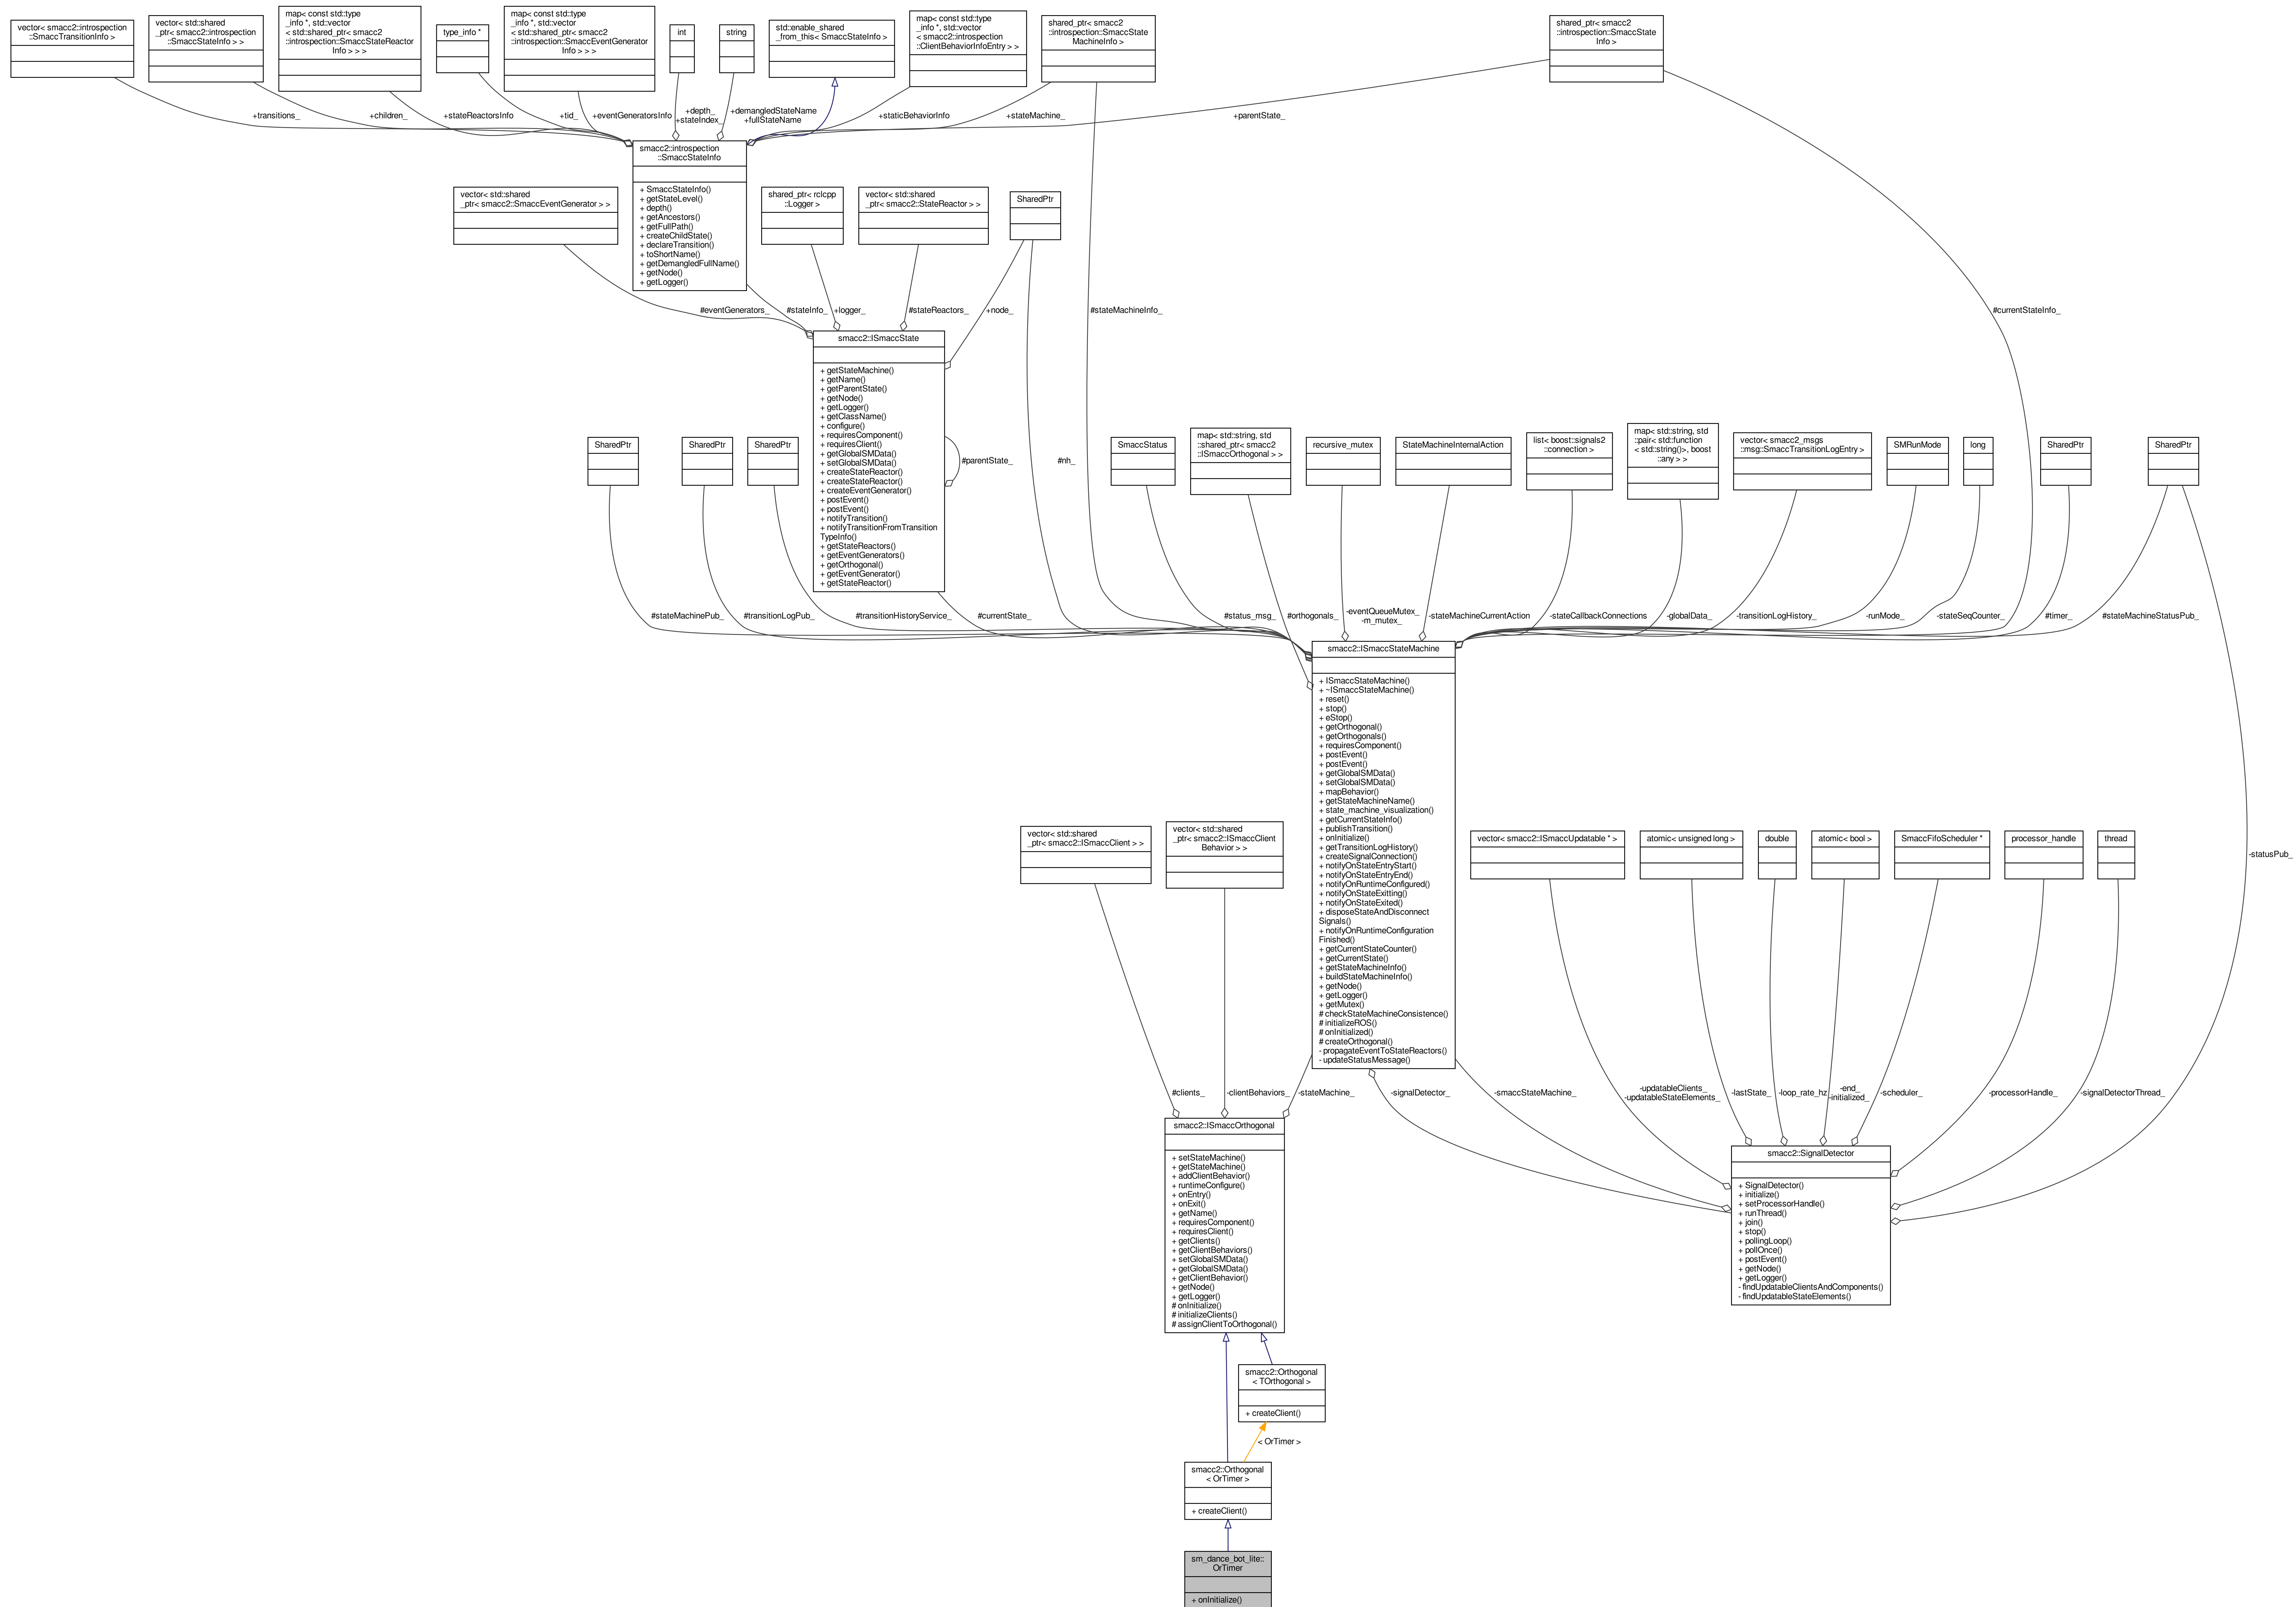 vector< smacc2::introspection
::SmaccTransitionInfo >
vector< std::shared
_ptr< smacc2::introspection
::SmaccStateInfo > >
map< const std::type
_info *, std::vector
< std::shared_ptr< smacc2
::introspection::SmaccStateReactor
Info > > >
type_info *
map< const std::type
_info *, std::vector
< std::shared_ptr< smacc2
::introspection::SmaccEventGenerator
Info > > >
int
string
std::enable_shared
_from_this< SmaccStateInfo >
map< const std::type
_info *, std::vector
< smacc2::introspection
::ClientBehaviorInfoEntry > >
shared_ptr< smacc2
::introspection::SmaccState
MachineInfo >
shared_ptr< smacc2
::introspection::SmaccState
Info >
+transitions_
+children_
+stateReactorsInfo
+tid_
+eventGeneratorsInfo
+depth_
+stateIndex_
+demangledStateName
+fullStateName
+staticBehaviorInfo
+stateMachine_
+parentState_
smacc2::introspection
::SmaccStateInfo
+ SmaccStateInfo()
+ getStateLevel()
+ depth()
+ getAncestors()
+ getFullPath()
+ createChildState()
+ declareTransition()
+ toShortName()
+ getDemangledFullName()
+ getNode()
+ getLogger()
vector< std::shared
_ptr< smacc2::SmaccEventGenerator > >
shared_ptr< rclcpp
::Logger >
vector< std::shared
_ptr< smacc2::StateReactor > >
SharedPtr
#eventGenerators_
#stateInfo_
+logger_
#stateReactors_
+node_
#stateMachineInfo_
#currentStateInfo_
smacc2::ISmaccState
+ getStateMachine()
+ getName()
+ getParentState()
+ getNode()
+ getLogger()
+ getClassName()
+ configure()
+ requiresComponent()
+ requiresClient()
+ getGlobalSMData()
+ setGlobalSMData()
+ createStateReactor()
+ createStateReactor()
+ createEventGenerator()
+ postEvent()
+ postEvent()
+ notifyTransition()
+ notifyTransitionFromTransition
TypeInfo()
+ getStateReactors()
+ getEventGenerators()
+ getOrthogonal()
+ getEventGenerator()
+ getStateReactor()
#parentState_
#nh_
SharedPtr
SharedPtr
SharedPtr
SmaccStatus
map< std::string, std
::shared_ptr< smacc2
::ISmaccOrthogonal > >
recursive_mutex
StateMachineInternalAction
list< boost::signals2
::connection >
map< std::string, std
::pair< std::function
< std::string()>, boost
::any > >
vector< smacc2_msgs
::msg::SmaccTransitionLogEntry >
SMRunMode
long
SharedPtr
SharedPtr
#stateMachinePub_
#transitionLogPub_
#transitionHistoryService_
#currentState_
#status_msg_
#orthogonals_
-eventQueueMutex_
-m_mutex_
-stateMachineCurrentAction
-stateCallbackConnections
-globalData_
-transitionLogHistory_
-runMode_
-stateSeqCounter_
#timer_
#stateMachineStatusPub_
smacc2::ISmaccStateMachine
+ ISmaccStateMachine()
+ ~ISmaccStateMachine()
+ reset()
+ stop()
+ eStop()
+ getOrthogonal()
+ getOrthogonals()
+ requiresComponent()
+ postEvent()
+ postEvent()
+ getGlobalSMData()
+ setGlobalSMData()
+ mapBehavior()
+ getStateMachineName()
+ state_machine_visualization()
+ getCurrentStateInfo()
+ publishTransition()
+ onInitialize()
+ getTransitionLogHistory()
+ createSignalConnection()
+ notifyOnStateEntryStart()
+ notifyOnStateEntryEnd()
+ notifyOnRuntimeConfigured()
+ notifyOnStateExitting()
+ notifyOnStateExited()
+ disposeStateAndDisconnect
Signals()
+ notifyOnRuntimeConfiguration
Finished()
+ getCurrentStateCounter()
+ getCurrentState()
+ getStateMachineInfo()
+ buildStateMachineInfo()
+ getNode()
+ getLogger()
+ getMutex()
# checkStateMachineConsistence()
# initializeROS()
# onInitialized()
# createOrthogonal()
- propagateEventToStateReactors()
- updateStatusMessage()
vector< std::shared
_ptr< smacc2::ISmaccClient > >
vector< std::shared
_ptr< smacc2::ISmaccClient
Behavior > >
vector< smacc2::ISmaccUpdatable * >
atomic< unsigned long >
double
atomic< bool >
SmaccFifoScheduler *
processor_handle
thread
-statusPub_
#clients_
-clientBehaviors_
-stateMachine_
-signalDetector_
-smaccStateMachine_
-updatableClients_
-updatableStateElements_
-lastState_
-loop_rate_hz
-end_
-initialized_
-scheduler_
-processorHandle_
-signalDetectorThread_
smacc2::ISmaccOrthogonal
+ setStateMachine()
+ getStateMachine()
+ addClientBehavior()
+ runtimeConfigure()
+ onEntry()
+ onExit()
+ getName()
+ requiresComponent()
+ requiresClient()
+ getClients()
+ getClientBehaviors()
+ setGlobalSMData()
+ getGlobalSMData()
+ getClientBehavior()
+ getNode()
+ getLogger()
# onInitialize()
# initializeClients()
# assignClientToOrthogonal()
smacc2::SignalDetector
+ SignalDetector()
+ initialize()
+ setProcessorHandle()
+ runThread()
+ join()
+ stop()
+ pollingLoop()
+ pollOnce()
+ postEvent()
+ getNode()
+ getLogger()
- findUpdatableClientsAndComponents()
- findUpdatableStateElements()
smacc2::Orthogonal
< TOrthogonal >
+ createClient()
< OrTimer >
smacc2::Orthogonal
< OrTimer >
+ createClient()
sm_dance_bot_lite::
OrTimer
+ onInitialize()